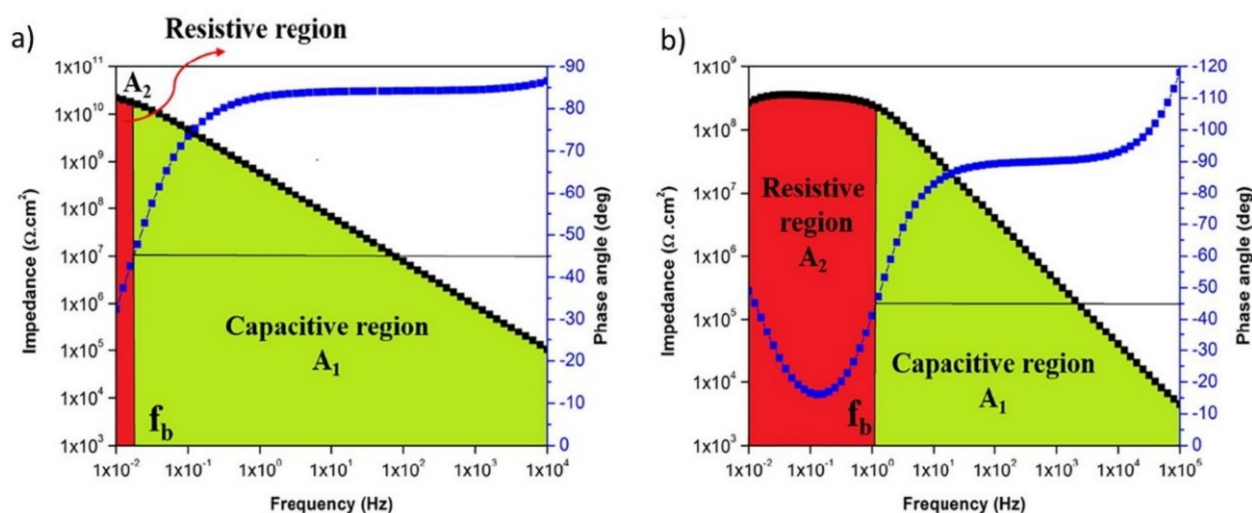 a)
Resistive region
A₂
1x10¹¹
1x10¹⁰
1x10⁹
1x10⁸
1x10⁷
1x10⁶
1x10⁵
1x10⁴
1x10³
Impedance (Ω.cm²)
Capacitive region
A₁
f_b
-90
-80
-70
-60
-50
-40
-30
-20
-10
0
Phase angle (deg)
1x10⁻² 1x10⁻¹ 1x10⁰ 1x10¹ 1x10² 1x10³ 1x10⁴
Frequency (Hz)
b)
1x10⁹
1x10⁸
1x10⁷
1x10⁶
1x10⁵
1x10⁴
1x10³
Impedance (Ω.cm²)
Resistive
region
A₂
Capacitive region
A₁
f_b
-120
-110
-100
-90
-80
-70
-60
-50
-40
-30
-20
-10
0
Phase angle (deg)
1x10⁻² 1x10⁻¹ 1x10⁰ 1x10¹ 1x10² 1x10³ 1x10⁴ 1x10⁵
Frequency (Hz)